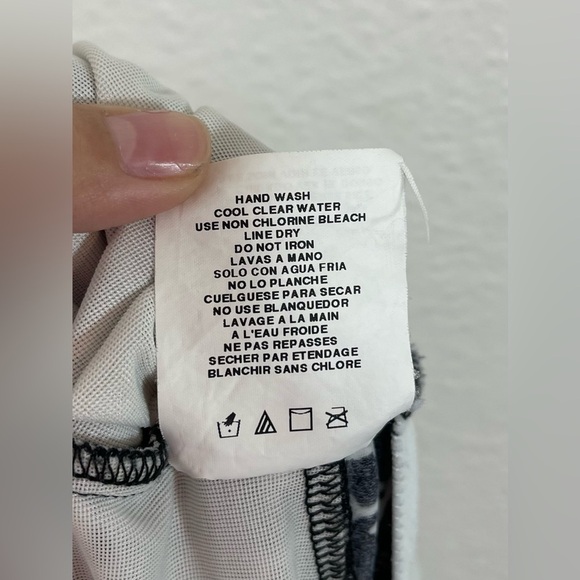 HAND WASH
COOL CLEAR WATER
USE NON CHLORINE BLEACH
LINE DRY
DO NOT IRON
LAVAS A MANO
SOLO CON AGUA FRIA
NO LO PLANCHE
CUELGUESE PARA SECAR
NO USE BLANQUEDOR
LAVAGE A LA MAIN
A L'EAU FROIDE
NE PAS REPASSES
SECHER PAR ETENDAGE
BLANCHIR SANS CHLORE